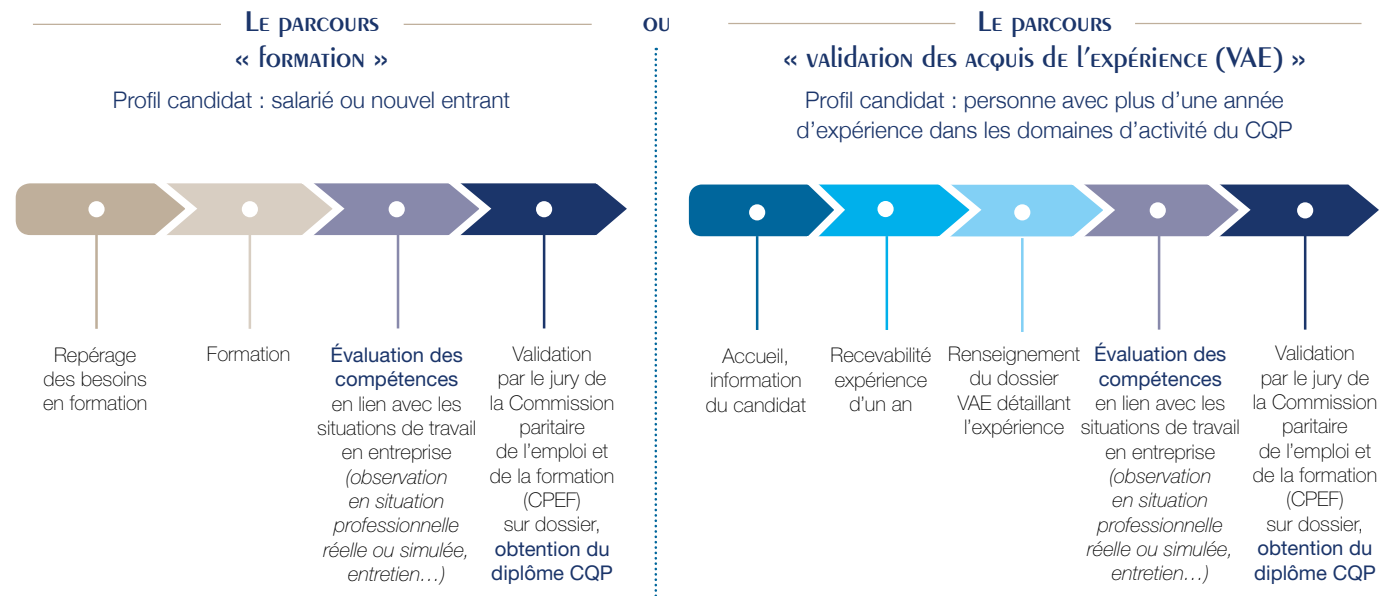 Le parcours
« formation »
Profil candidat : salarié ou nouvel entrant
Repérage
des besoins
en formation
Formation
Évaluation des
compétences
en lien avec les
situations de travail
en entreprise
(observation
en situation
professionnelle
réelle ou simulée,
entretien…)
Validation
par le jury de
la Commission
paritaire
de l’emploi et
de la formation
(CPEF)
sur dossier,
obtention du
diplôme CQP
ou
Le parcours
« validation des acquis de l’expérience (VAE) »
Profil candidat : personne avec plus d’une année
d’expérience dans les domaines d’activité du CQP
Accueil,
information
du candidat
Recevabilité
expérience
d’un an
Renseignement
du dossier
VAE détaillant
l’expérience
Évaluation des
compétences
en lien avec les
situations de travail
en entreprise
(observation
en situation
professionnelle
réelle ou simulée,
entretien…)
Validation
par le jury de
la Commission
paritaire
de l’emploi et
de la formation
(CPEF)
sur dossier,
obtention du
diplôme CQP